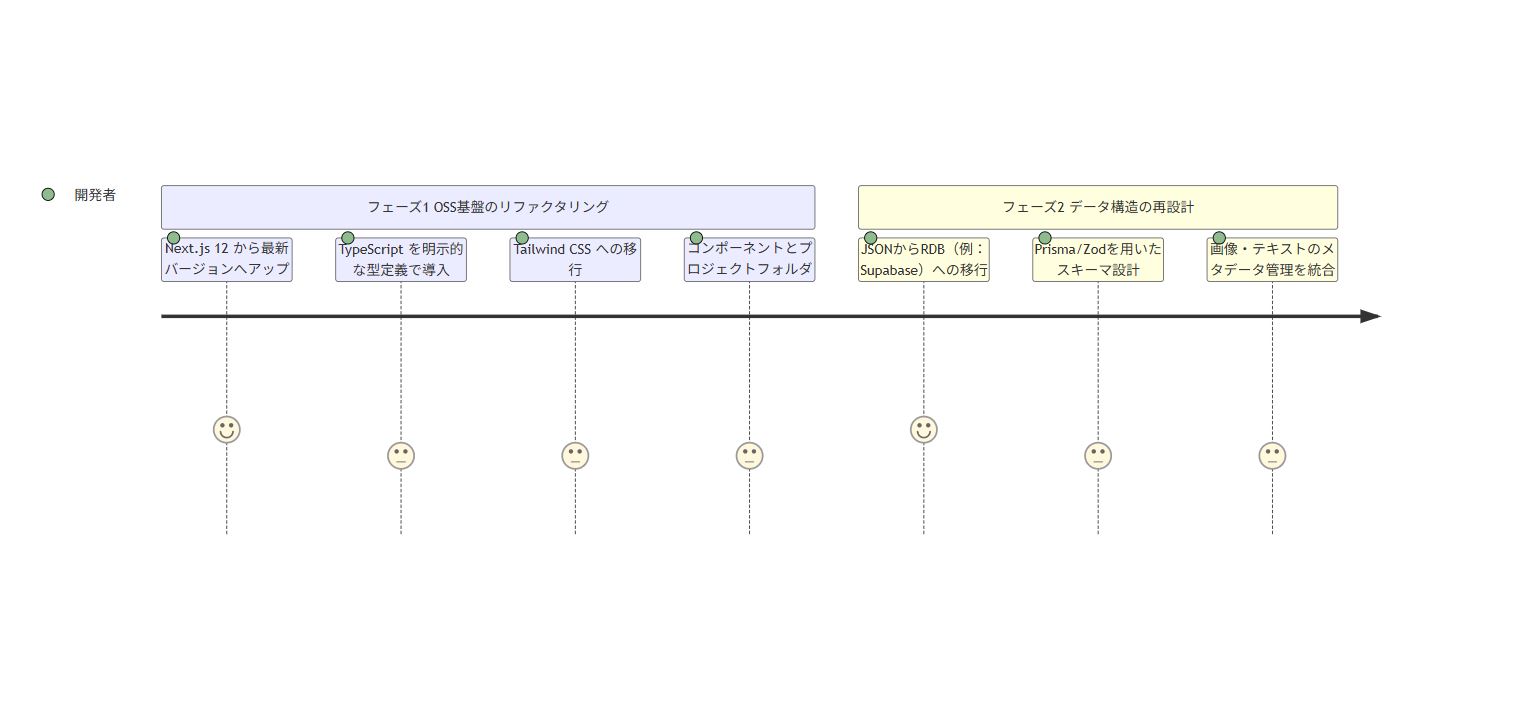 開発者
フェーズ1 OSS基盤のリファクタリング
フェーズ2 データ構造の再設計
Next.js 12 から最新
バージョンへアップ
TypeScript を明示的
な型定義で導入
Tailwind CSS への移
行
コンポーネントとプ
ロジェクトフォルダ
JSONからRDB（例：
Supabase）への移行
Prisma/Zodを用いた
スキーマ設計
画像・テキストのメ
タデータ管理を統合